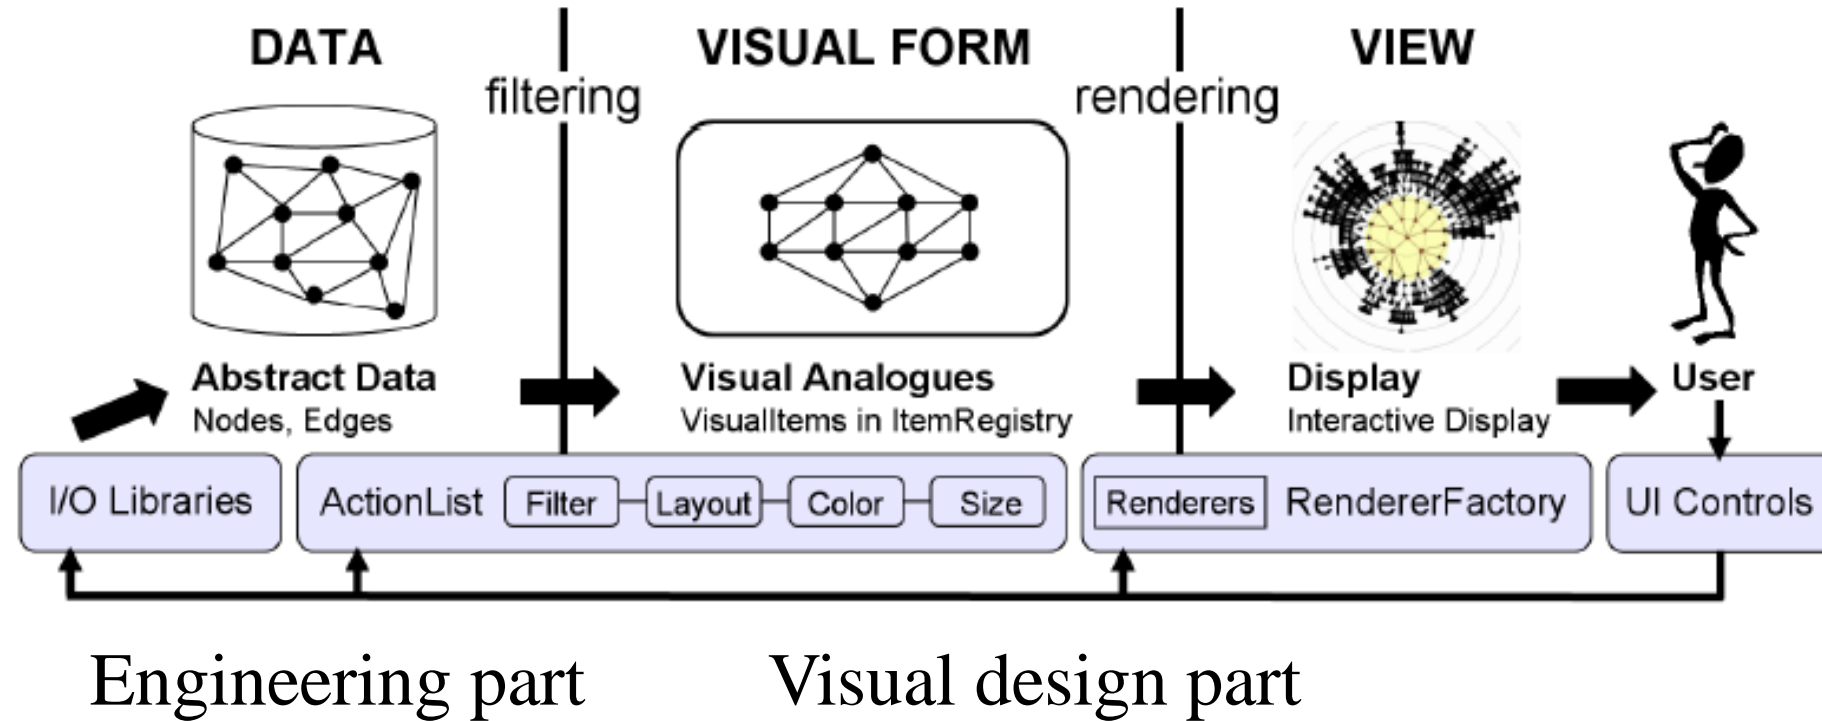 DATA
VISUAL FORM
VIEW
filtering
rendering
Abstract Data
Nodes, Edges
Visual Analogues
VisualItems in ItemRegistry
Display
Interactive Display
User
I/O Libraries
ActionList
Filter
Layout
Color
Size
Renderers
RendererFactory
UI Controls
Engineering part
Visual design part